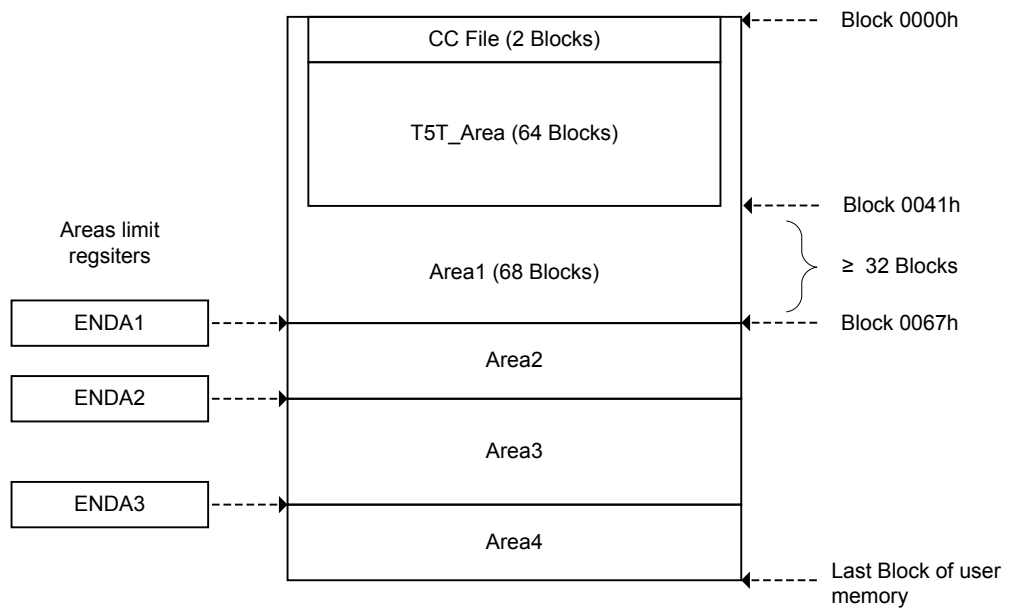 Block 0000h
CC File (2 Blocks)
T5T_Area (64 Blocks)
Block 0041h
Areas limit
regsiters
Area1 (68 Blocks)
≥ 32 Blocks
ENDA1
Block 0067h
Area2
ENDA2
Area3
ENDA3
Area4
Last Block of user
memory